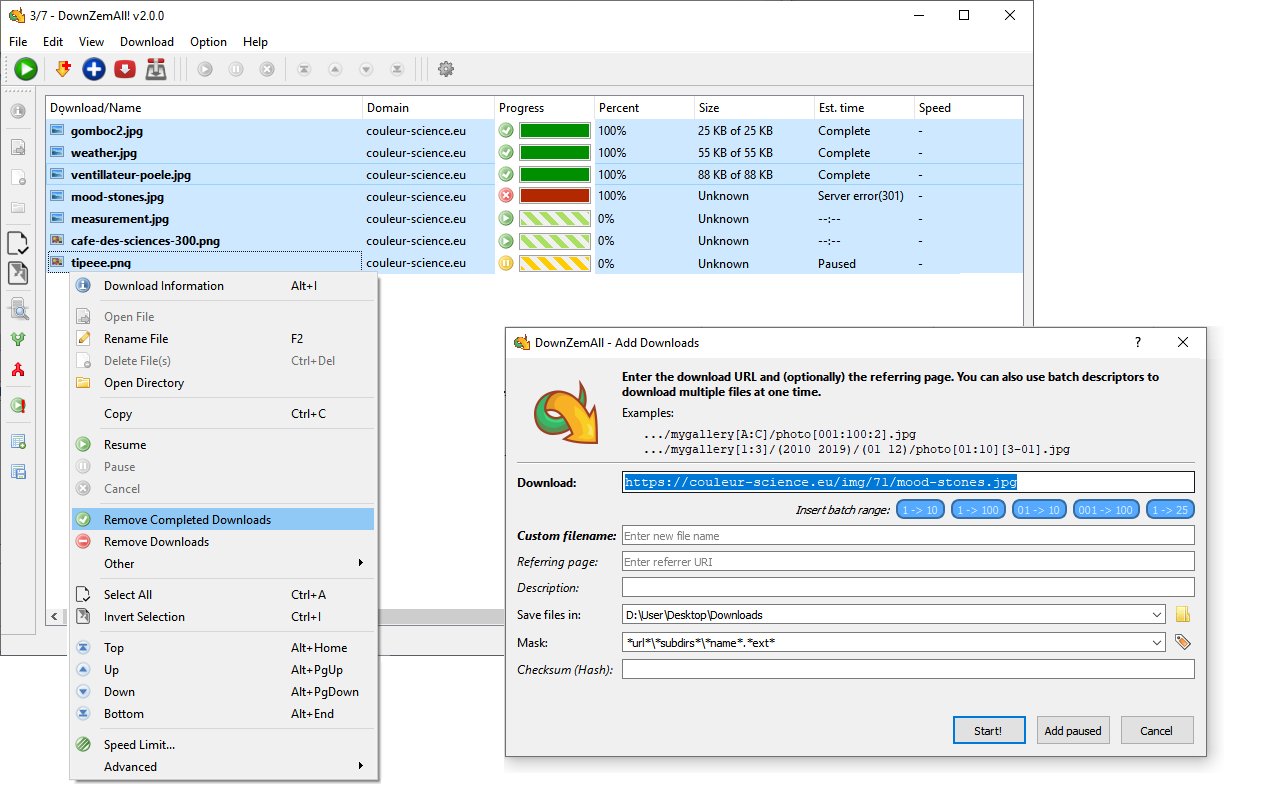 3/7 - DownZemAll! v2.0.0
File Edit View Download Option Help
Download/Name Domain Progress Percent Size Est. time Speed
gomboc2.jpg couleur-science.eu 100% 25 KB of 25 KB Complete -
weather.jpg couleur-science.eu 100% 55 KB of 55 KB Complete -
ventillateur-poele.jpg couleur-science.eu 100% 88 KB of 88 KB Complete -
mood-stones.jpg couleur-science.eu 100% Unknown Server error(301) -
measurement.jpg couleur-science.eu 0% Unknown --:-- -
cafe-des-sciences-300.png couleur-science.eu 0% Unknown --:-- -
tipeee.png couleur-science.eu 0% Unknown Paused -
Download Information Alt+I
Open File
Rename File F2
Delete File(s) Ctrl+Del
Open Directory
Copy Ctrl+C
Resume
Pause
Cancel
Remove Completed Downloads
Remove Downloads
Other
Select All Ctrl+A
Invert Selection Ctrl+I
Top Alt+Home
Up Alt+PgUp
Down Alt+PgDown
Bottom Alt+End
Speed Limit...
Advanced
DownZemAll - Add Downloads
Enter the download URL and (optionally) the referring page. You can also use batch descriptors to
download multiple files at one time.
Examples:
.../mygallery[A:C]/photo[001:100:2].jpg
.../mygallery[1:3]/(2010 2019)/(01 12)/photo[01:10][3-01].jpg
Download: https://couleur-science.eu/img/71/mood-stones.jpg
Insert batch range: 1 -> 10 1 -> 100 01 -> 10 001 -> 100 1 -> 25
Custom filename: Enter new file name
Referring page: Enter referrer URI
Description:
Save files in: D:\User\Desktop\Downloads
Mask: *url*\*subdirs*\*name*.*ext*
Checksum (Hash):
Start! Add paused Cancel